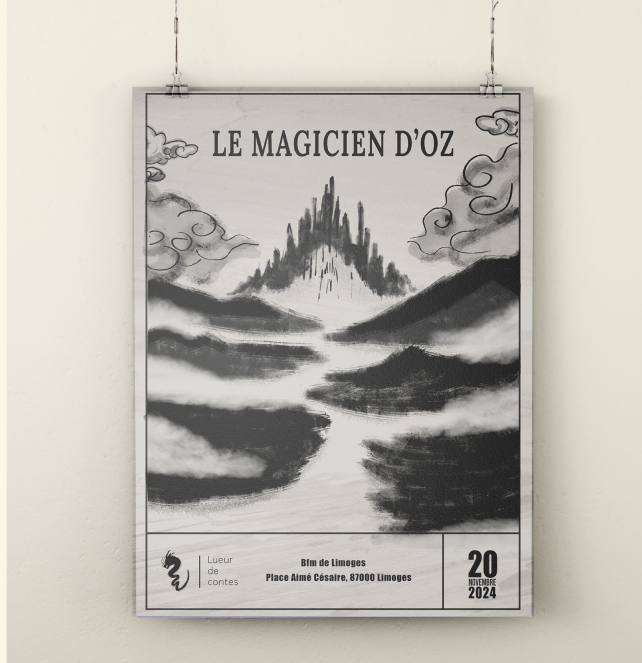 LE MAGICIEN D'OZ
Lueur
de
contes
Bfm de Limoges
Place Aimé Césaire, 87000 Limoges
20
NOVEMBRE
2024